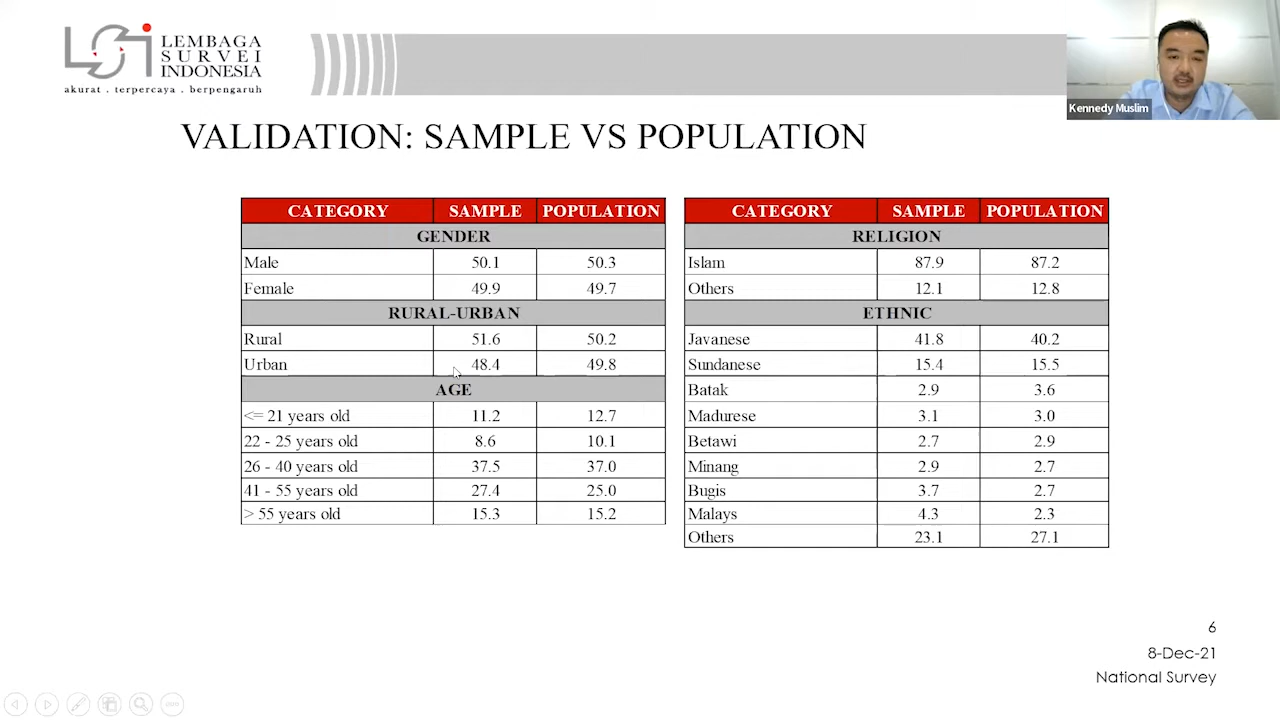 LSI LEMBAGA
SURVEI
INDONESIA
akurat . terpercaya . berpengaruh
Kennedy Muslim
VALIDATION: SAMPLE VS POPULATION
CATEGORY SAMPLE POPULATION
GENDER
Male 50.1 50.3
Female 49.9 49.7
RURAL-URBAN
Rural 51.6 50.2
Urban 48.4 49.8
AGE
<= 21 years old 11.2 12.7
22 - 25 years old 8.6 10.1
26 - 40 years old 37.5 37.0
41 - 55 years old 27.4 25.0
> 55 years old 15.3 15.2
CATEGORY SAMPLE POPULATION
RELIGION
Islam 87.9 87.2
Others 12.1 12.8
ETHNIC
Javanese 41.8 40.2
Sundanese 15.4 15.5
Batak 2.9 3.6
Madurese 3.1 3.0
Betawi 2.7 2.9
Minang 2.9 2.7
Bugis 3.7 2.7
Malays 4.3 2.3
Others 23.1 27.1
6
8-Dec-21
National Survey